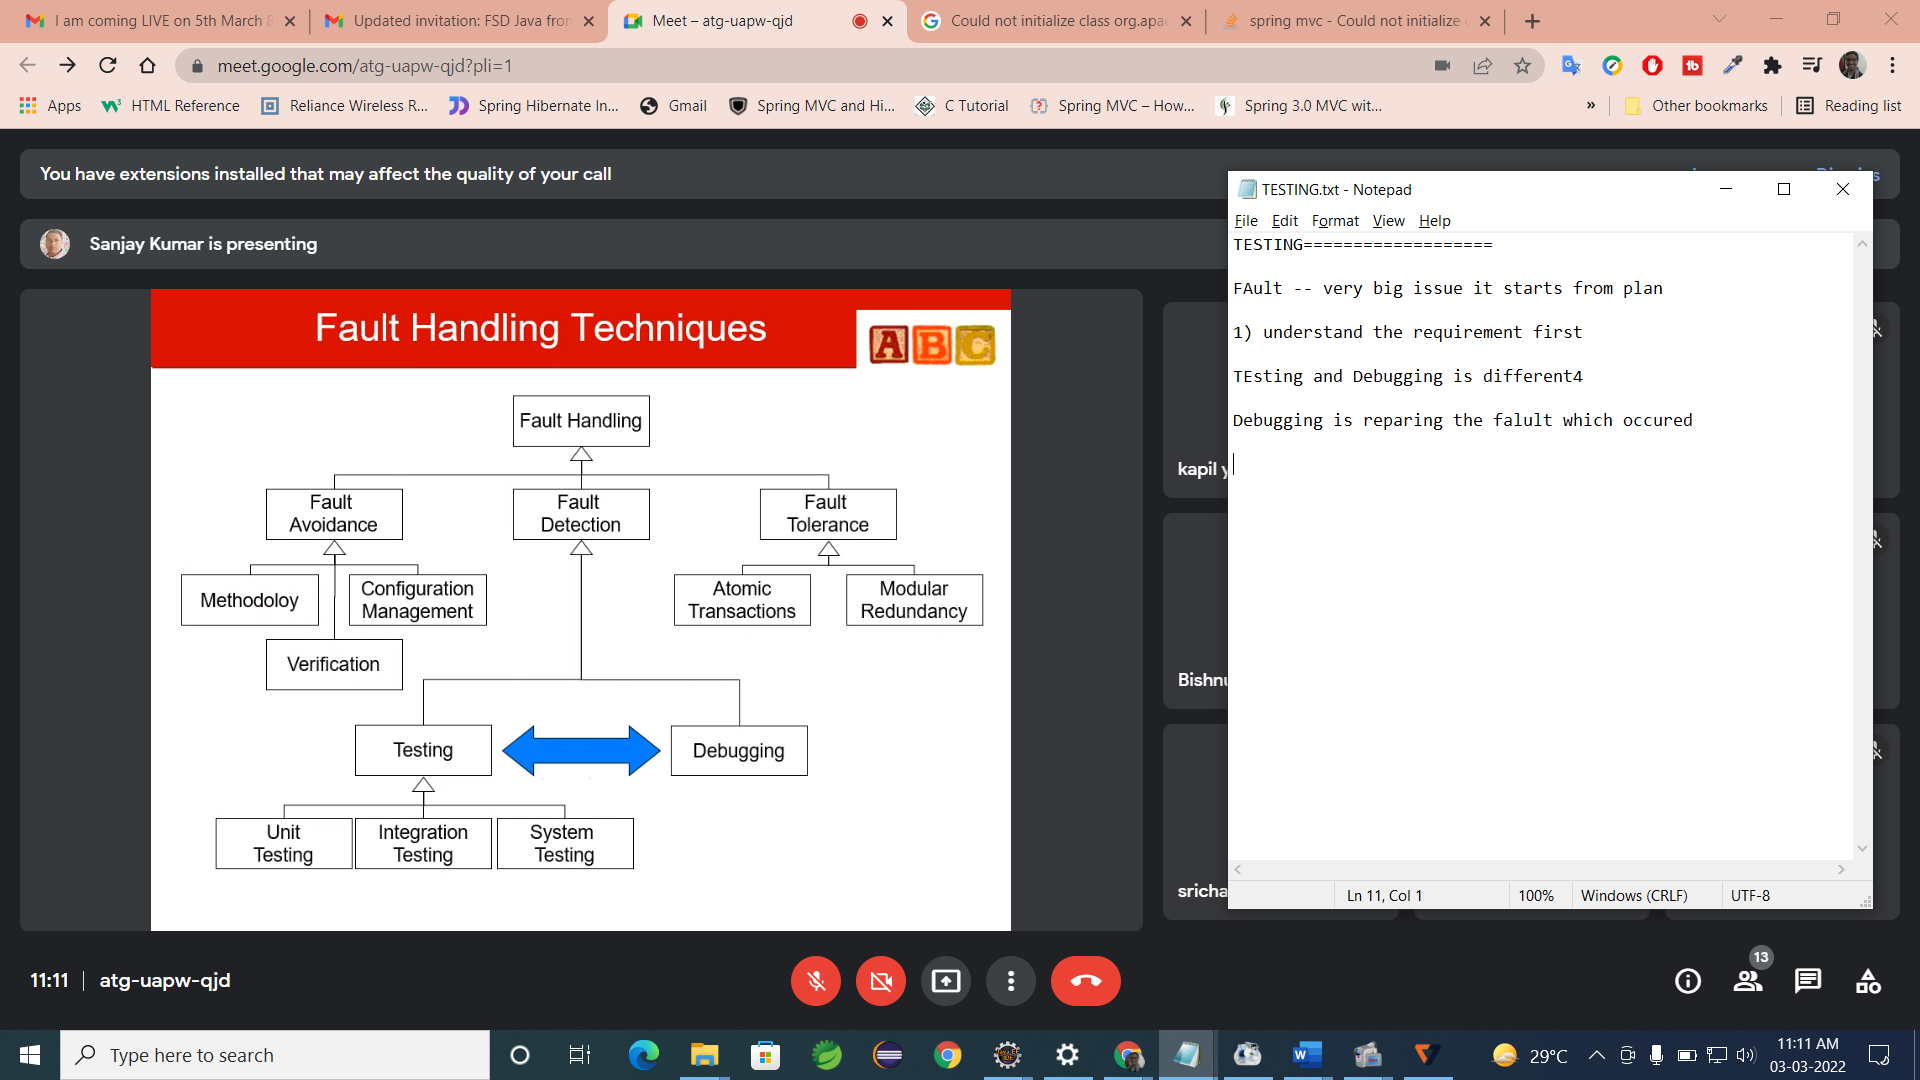 I am coming LIVE on 5th March 8
Updated invitation: FSD Java from
Meet – atg-uapw-qjd
Could not initialize class org.apac
spring mvc - Could not initialize c
meet.google.com/atg-uapw-qjd?pli=1
Apps
HTML Reference
Reliance Wireless R...
Spring Hibernate In...
Gmail
Spring MVC and Hi...
C Tutorial
Spring MVC – How...
Spring 3.0 MVC wit...
»
Other bookmarks
Reading list
You have extensions installed that may affect the quality of your call
Sanjay Kumar is presenting
Fault Handling Techniques
ABC
Fault Handling
Fault
Avoidance
Fault
Detection
Fault
Tolerance
Methodoloy
Configuration
Management
Atomic
Transactions
Modular
Redundancy
Verification
Testing
Debugging
Unit
Testing
Integration
Testing
System
Testing
kapil y
Bishnu
sricha
TESTING.txt - Notepad
File Edit Format View Help
TESTING===================
FAult -- very big issue it starts from plan
1) understand the requirement first
TEsting and Debugging is different4
Debugging is reparing the falult which occured
Ln 11, Col 1
100%
Windows (CRLF)
UTF-8
11:11
atg-uapw-qjd
13
Type here to search
29°C
11:11 AM
03-03-2022